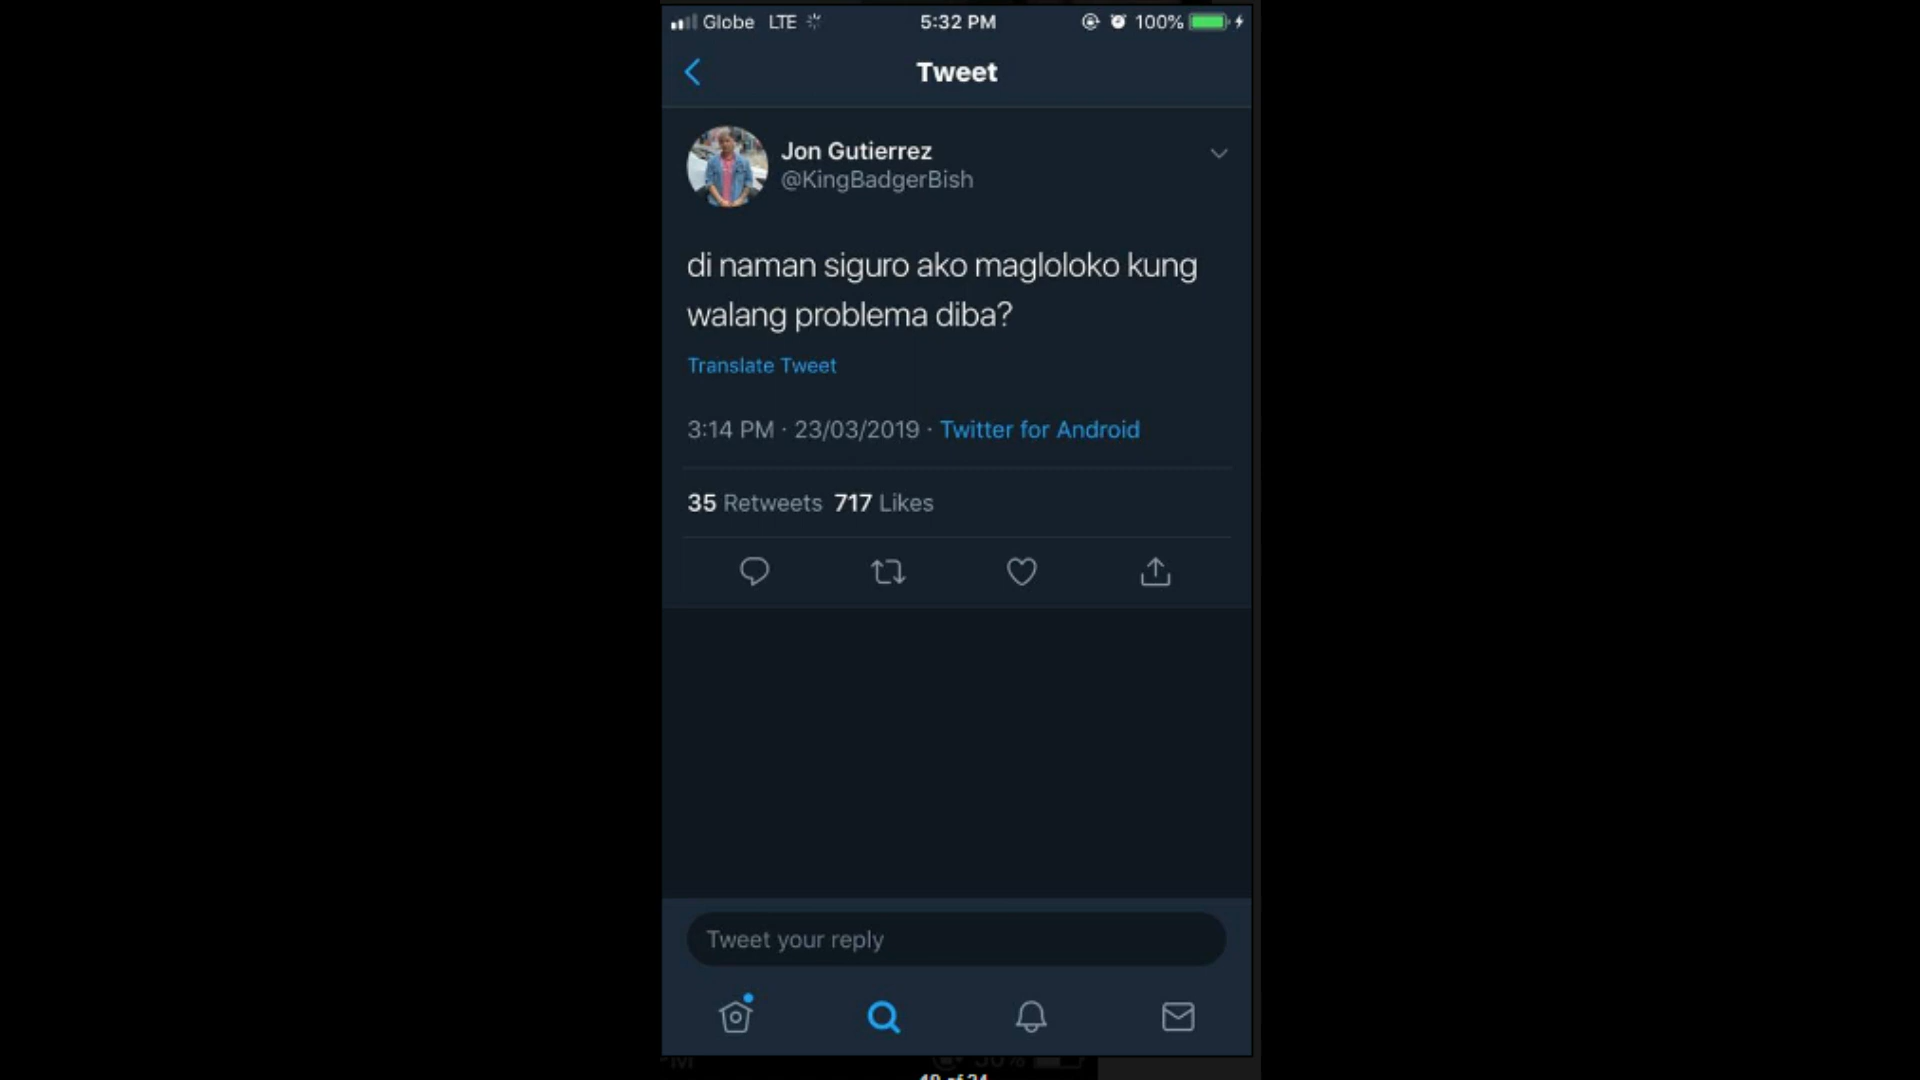 Globe LTE 5:32 PM 100%
Tweet
Jon Gutierrez
@KingBadgerBish
di naman siguro ako magloloko kung
walang problema diba?
Translate Tweet
3:14 PM · 23/03/2019 · Twitter for Android
35 Retweets 717 Likes
Tweet your reply